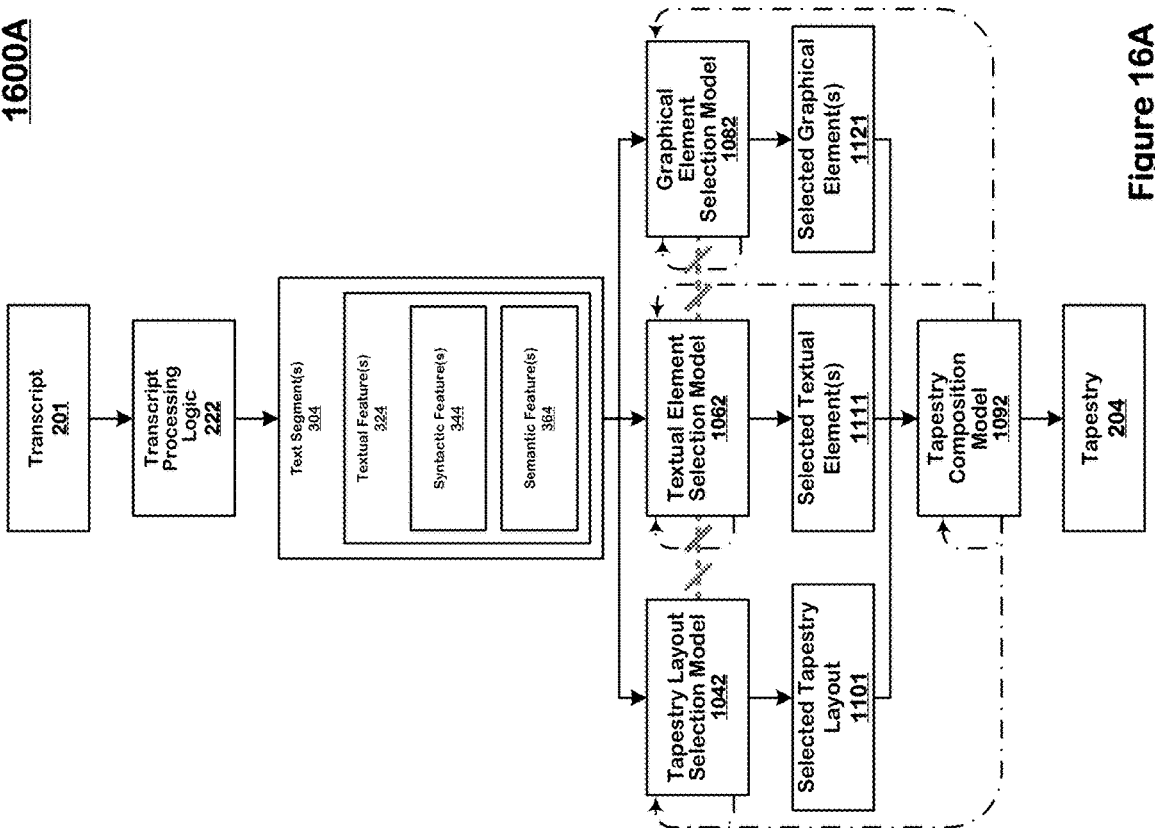 1600A
Transcript
201
Transcript
Processing
Logic
222
Text Segment(s)
304
Textual Feature(s)
324
Syntactic Feature(s)
344
Semantic Feature(s)
364
Tapestry Layout
Selection Model
1042
Textual Element
Selection Model
1062
Graphical
Element
Selection Model
1082
Selected Tapestry
Layout
1101
Selected Textual
Element(s)
1111
Selected Graphical
Element(s)
1121
Tapestry
Composition
Model
1092
Tapestry
204
Figure 16A